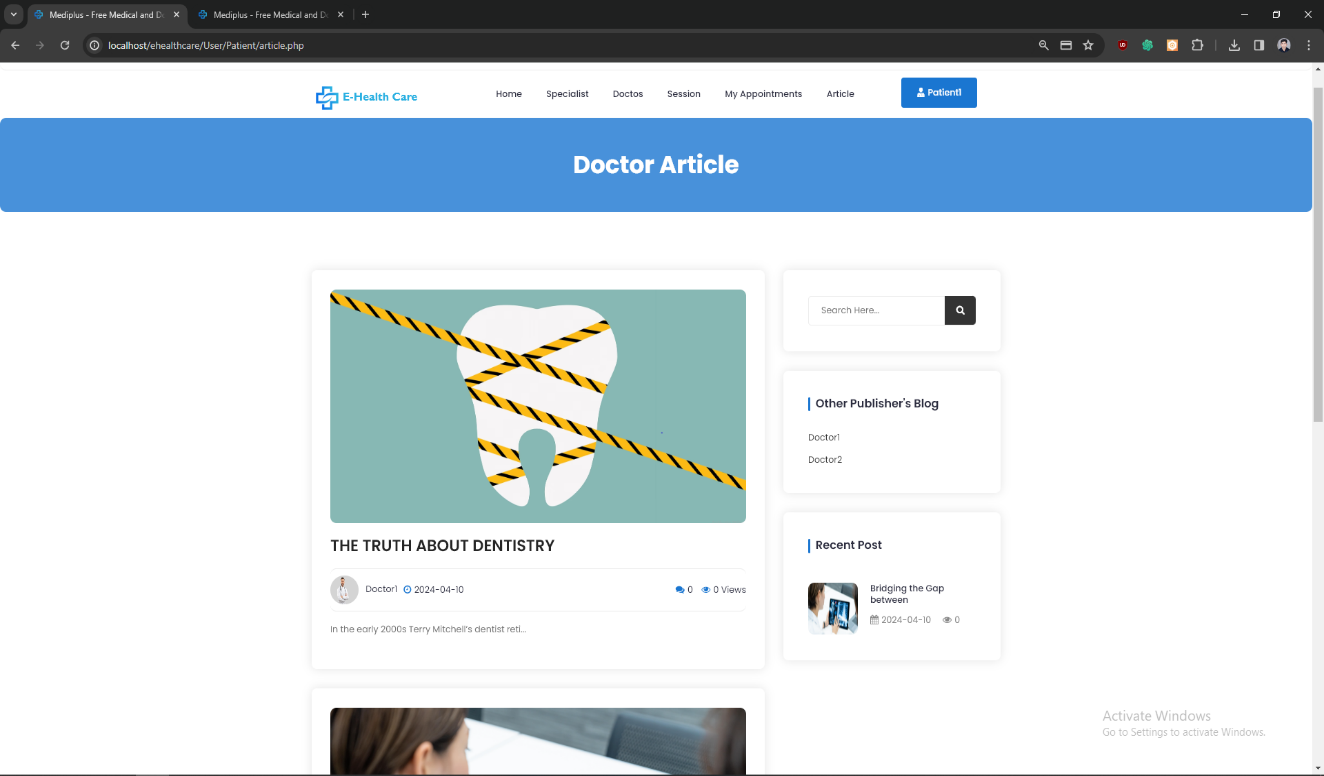 Mediplus - Free Medical and Do
Mediplus - Free Medical and Do
localhost/ehealthcare/User/Patient/article.php
E-Health Care
Home
Specialist
Doctos
Session
My Appointments
Article
Patient1
Doctor Article
Search Here...
Other Publisher's Blog
Doctor1
Doctor2
THE TRUTH ABOUT DENTISTRY
Doctor1 2024-04-10
0 0 Views
In the early 2000s Terry Mitchell's dentist reti...
Recent Post
Bridging the Gap
between
2024-04-10 0
Activate Windows
Go to Settings to activate Windows.